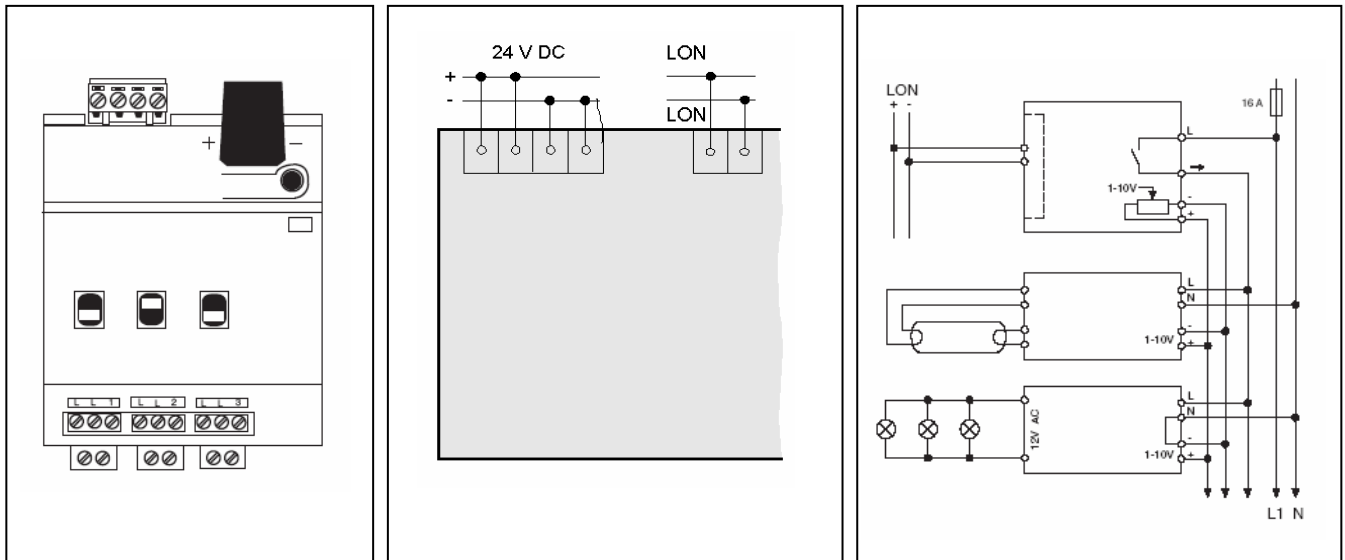 + −
L L 1 L L 2 L L 3
24 V DC
+
-
LON
LON
LON
+ -
16 A
L
1-10V
-
+
L
N
-
1-10V +
L
N
12V AC
-
1-10V +
L1 N